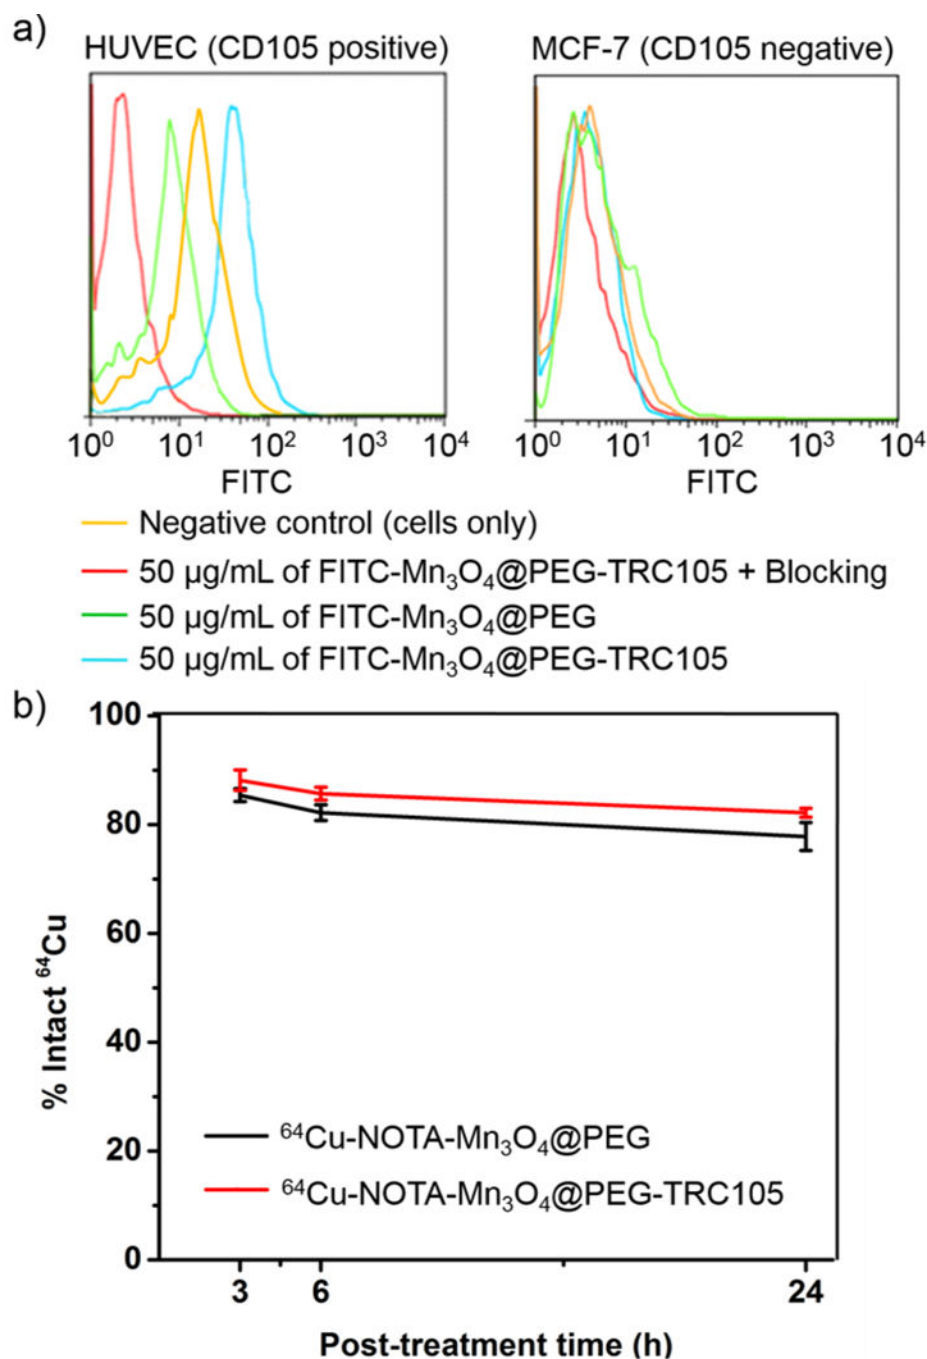 a)
HUVEC (CD105 positive) MCF-7 (CD105 negative)
10⁰ 10¹ 10² 10³ 10⁴ 10⁰ 10¹ 10² 10³ 10⁴
FITC FITC
Negative control (cells only)
50 µg/mL of FITC-Mn₃O₄@PEG-TRC105 + Blocking
50 µg/mL of FITC-Mn₃O₄@PEG
50 µg/mL of FITC-Mn₃O₄@PEG-TRC105
b)
100
80
60
40
20
0
% Intact ⁶⁴Cu
⁶⁴Cu-NOTA-Mn₃O₄@PEG
⁶⁴Cu-NOTA-Mn₃O₄@PEG-TRC105
3 6 24
Post-treatment time (h)